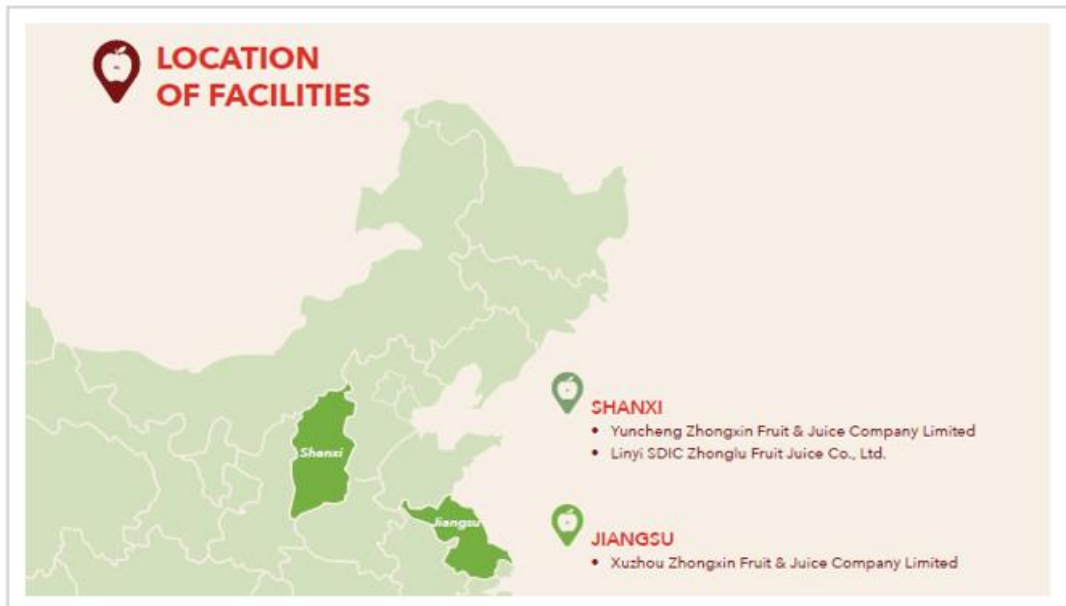 LOCATION
OF FACILITIES
Shanxi
Jiangsu
SHANXI
• Yuncheng Zhongxin Fruit & Juice Company Limited
• Linyi SDIC Zhonglu Fruit Juice Co., Ltd.
JIANGSU
• Xuzhou Zhongxin Fruit & Juice Company Limited